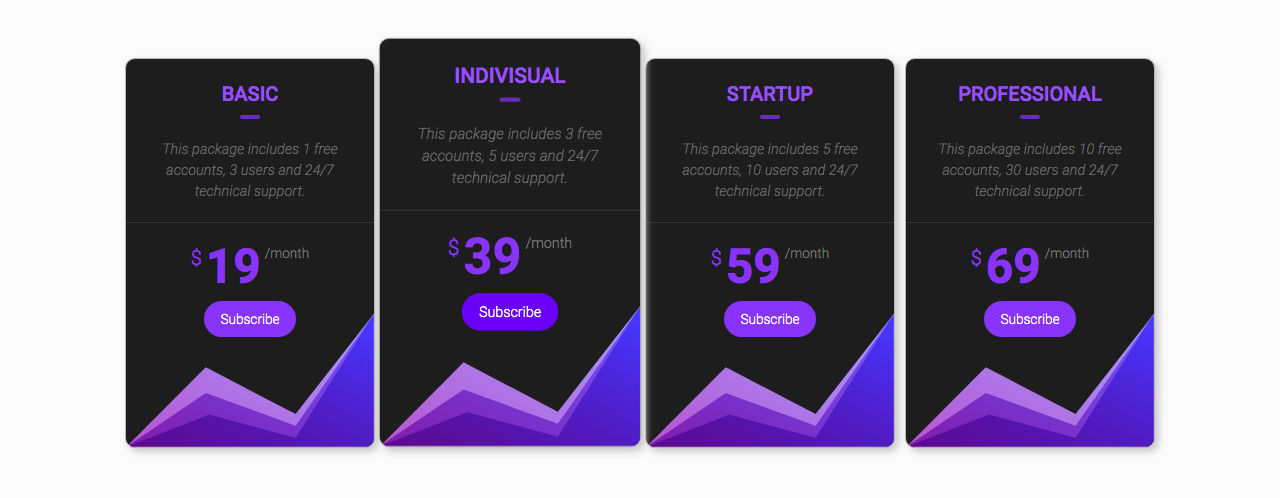 BASIC
This package includes 1 free
accounts, 3 users and 24/7
technical support.
$ 19 /month
Subscribe
INDIVISUAL
This package includes 3 free
accounts, 5 users and 24/7
technical support.
$ 39 /month
Subscribe
STARTUP
This package includes 5 free
accounts, 10 users and 24/7
technical support.
$ 59 /month
Subscribe
PROFESSIONAL
This package includes 10 free
accounts, 30 users and 24/7
technical support.
$ 69 /month
Subscribe